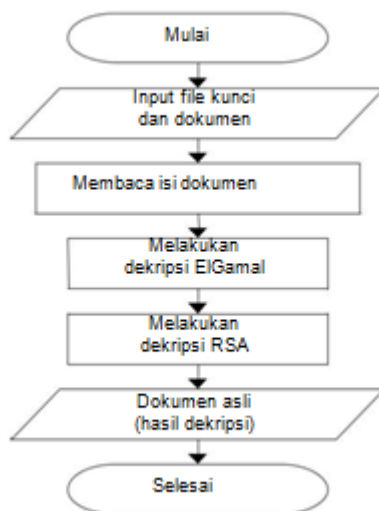 Mulai
Input file kunci
dan dokumen
Membaca isi dokumen
Melakukan
dekripsi ElGamal
Melakukan
dekripsi RSA
Dokumen asli
(hasil dekripsi)
Selesai